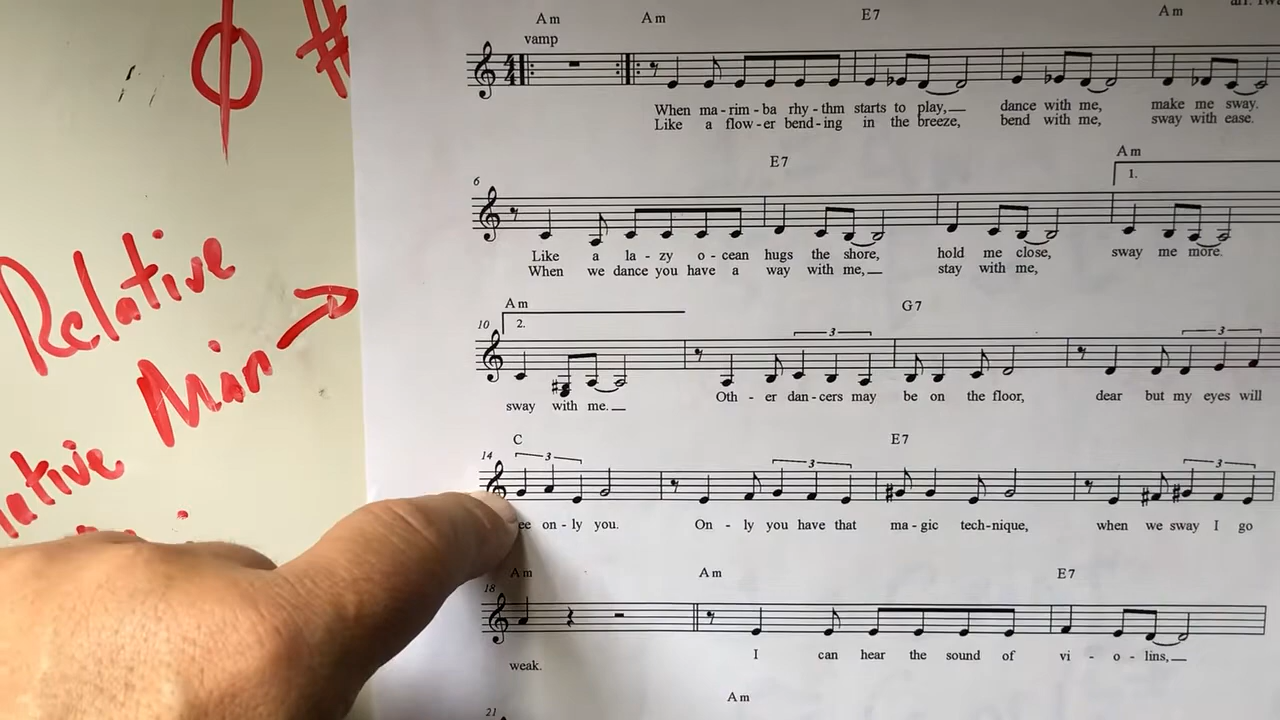 Am Am E7 Am
vamp
4
4
When ma - rim - ba rhy - thm starts to play,__ dance with me, make me sway.
Like a flow - er bend - ing in the breeze, bend with me, sway with ease.
E7 Am
6 1.
Like a la - zy o - cean hugs the shore, hold me close, sway me more.
When we dance you have a way with me,__ stay with me,
Am G7
10 2. 3 3
sway with me.__ Oth - er dan - cers may be on the floor, dear but my eyes will
C E7
14 3 3 3
ee on - ly you. On - ly you have that ma - gic tech - nique, when we sway I go
Am Am E7
18
weak. I can hear the sound of vi - o - lins,__
Am
21
Relative
Min